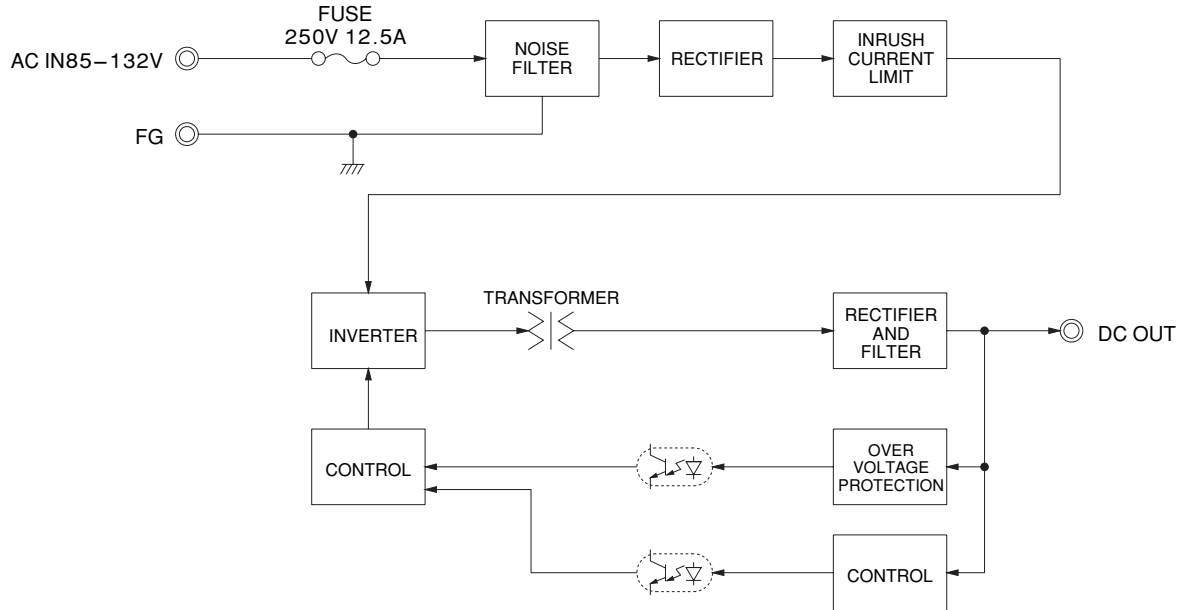 FUSE
250V 12.5A
AC IN85−132V
NOISE
FILTER
RECTIFIER
INRUSH
CURRENT
LIMIT
FG
INVERTER
TRANSFORMER
RECTIFIER
AND
FILTER
DC OUT
CONTROL
OVER
VOLTAGE
PROTECTION
CONTROL